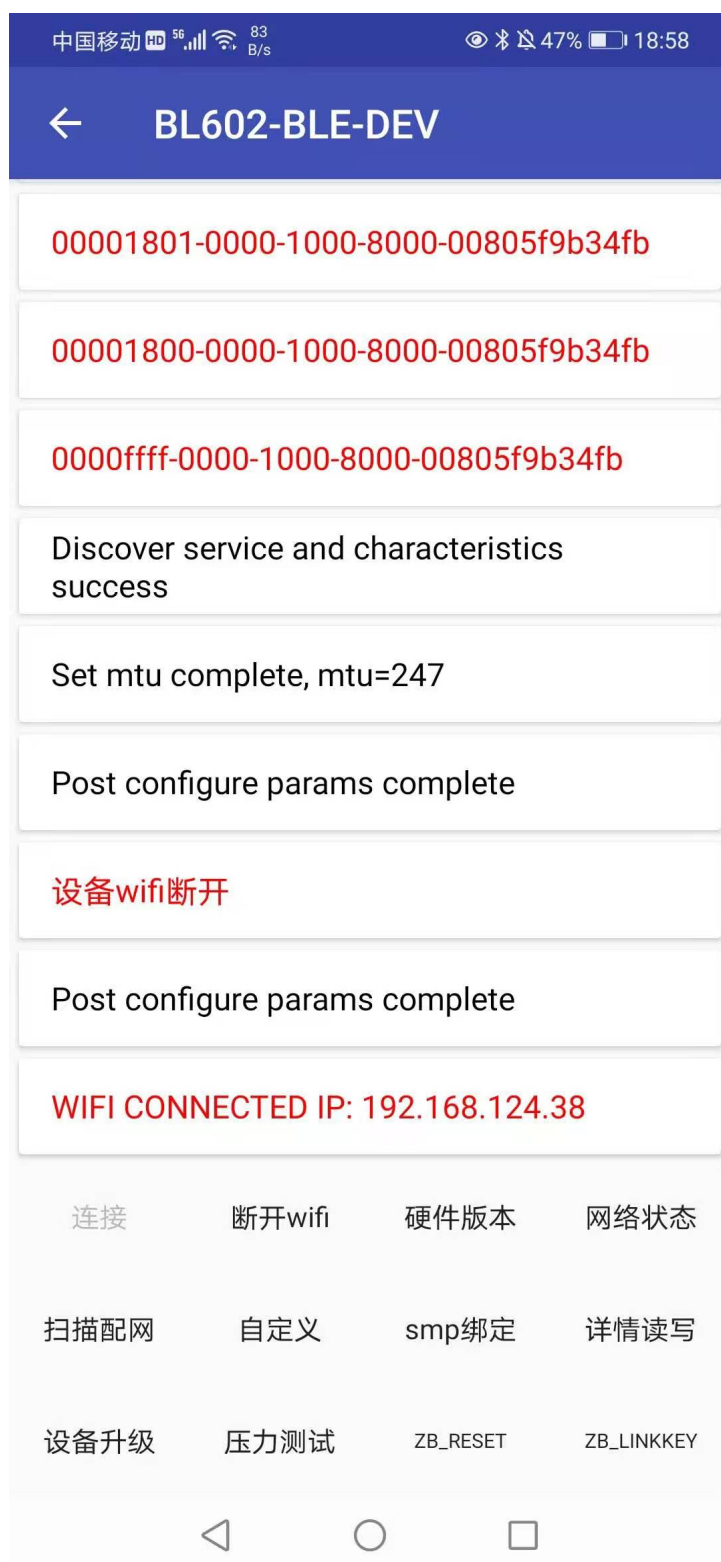 中国移动 HD 5G 83 B/s 47% 18:58
BL602-BLE-DEV
00001801-0000-1000-8000-00805f9b34fb
00001800-0000-1000-8000-00805f9b34fb
0000ffff-0000-1000-8000-00805f9b34fb
Discover service and characteristics
success
Set mtu complete, mtu=247
Post configure params complete
设备wifi断开
Post configure params complete
WIFI CONNECTED IP: 192.168.124.38
连接 断开wifi 硬件版本 网络状态
扫描配网 自定义 smp绑定 详情读写
设备升级 压力测试 ZB_RESET ZB_LINKKEY